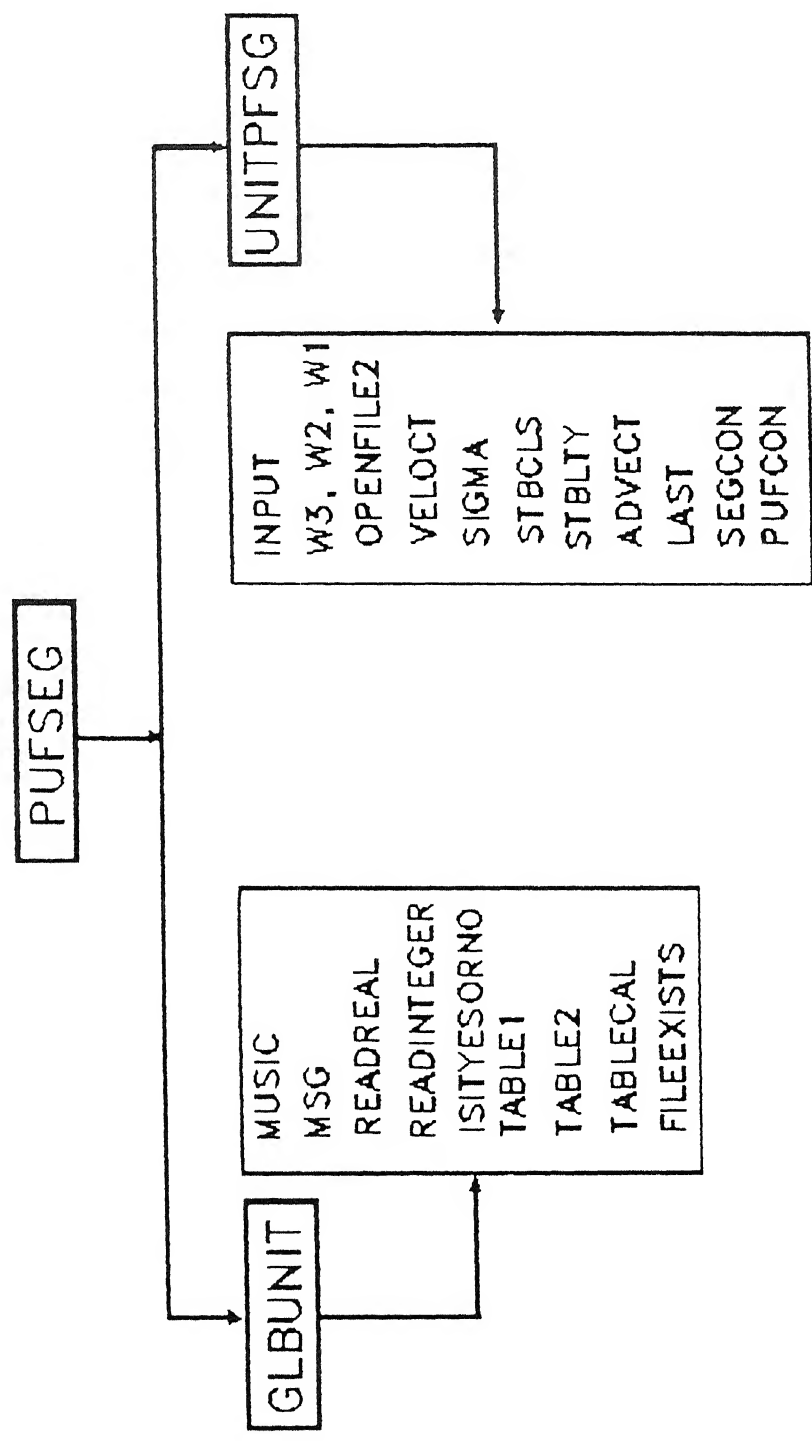 PUFSEG
GLBUNIT
MUSIC
MSG
READREAL
READINTEGER
ISITYESORNO
TABLE1
TABLE2
TABLECAL
FILEEXISTS
UNITPFSG
INPUT
W3, W2, W1
OPENFILE2
VELOCT
SIGMA
STBCLS
STBLTY
ADVECT
LAST
SEGCON
PUFCON